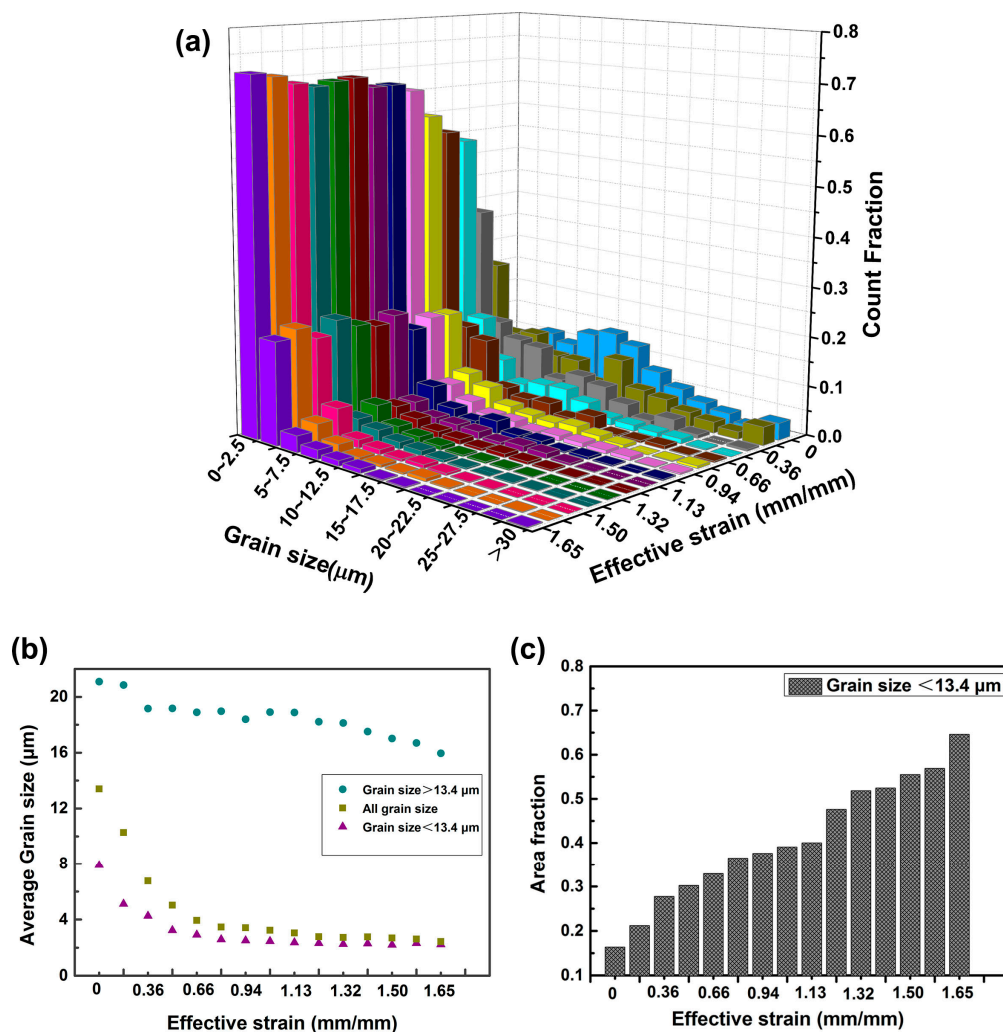 (a)
0.8
0.7
0.6
0.5
0.4
0.3
0.2
0.1
0.0
Count Fraction
0~2.5
5~7.5
10~12.5
15~17.5
20~22.5
25~27.5
>30
Grain size(μm)
1.65
1.50
1.32
1.13
0.94
0.66
0.36
0
Effective strain (mm/mm)
(b)
20
16
12
8
4
0
Average Grain size (μm)
Grain size>13.4 μm
All grain size
Grain size<13.4 μm
0 0.36 0.66 0.94 1.13 1.32 1.50 1.65
Effective strain (mm/mm)
(c)
0.8
0.7
0.6
0.5
0.4
0.3
0.2
0.1
Area fraction
Grain size <13.4 μm
0 0.36 0.66 0.94 1.13 1.32 1.50 1.65
Effective strain (mm/mm)